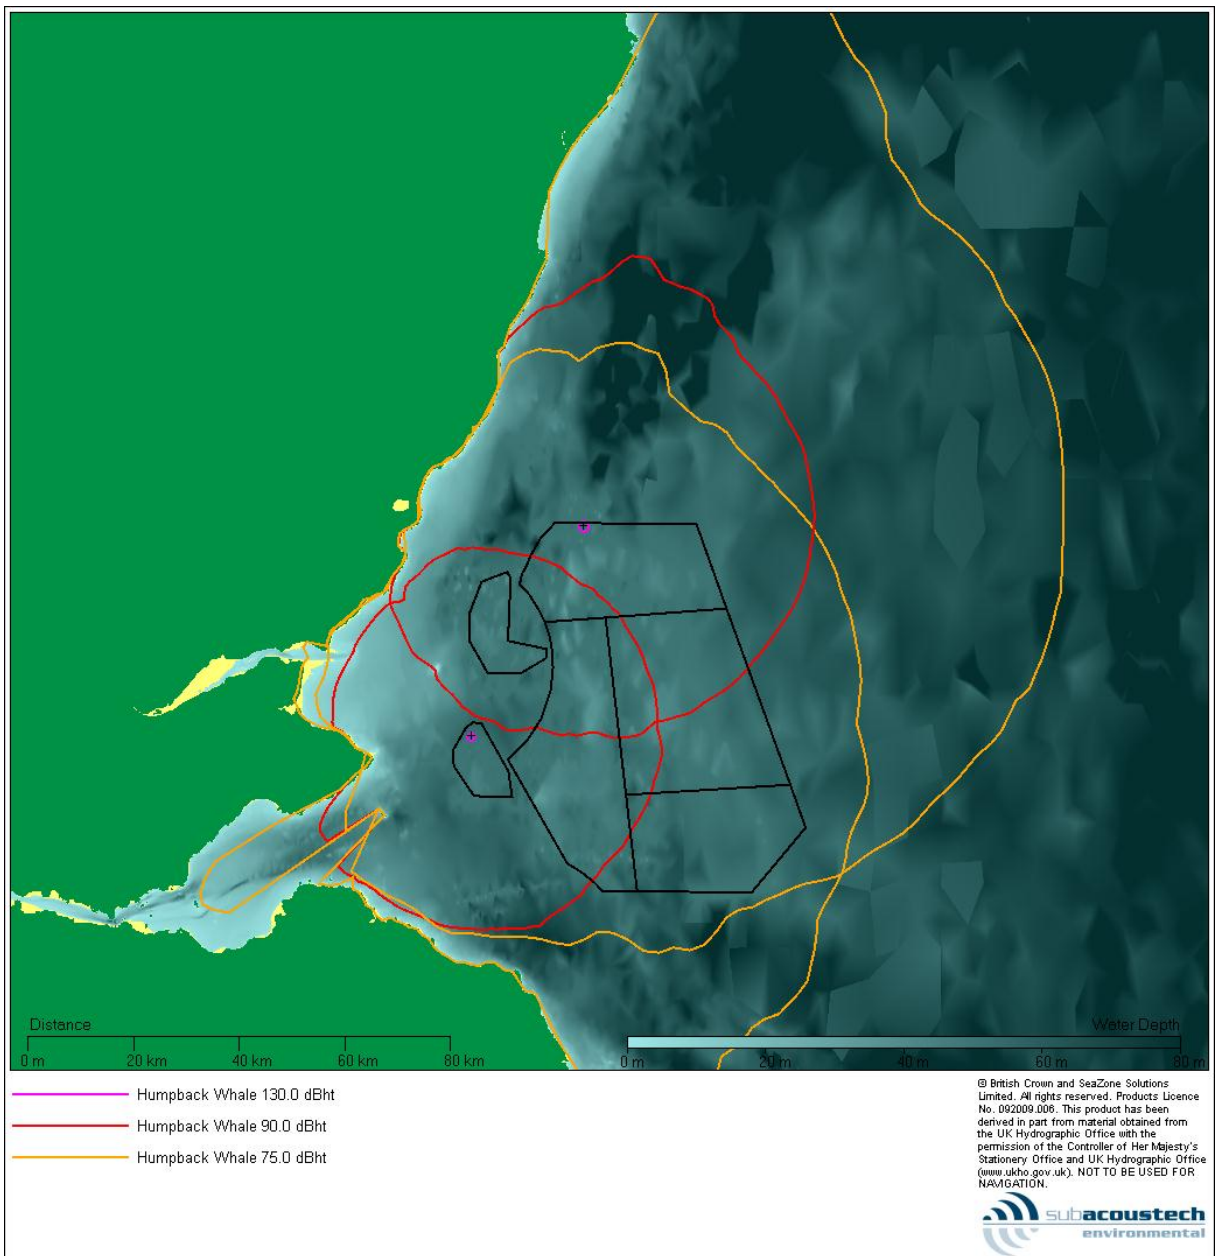 Distance
0 m 20 km 40 km 60 km 80 km
Water Depth
0 m 20 m 40 m 60 m 80 m
Humpback Whale 130.0 dBht
Humpback Whale 90.0 dBht
Humpback Whale 75.0 dBht
© British Crown and SeaZone Solutions
Limited. All rights reserved. Products Licence
No. 092009.006. This product has been
derived in part from material obtained from
the UK Hydrographic Office with the
permission of the Controller of Her Majesty's
Stationery Office and UK Hydrographic Office
(www.ukho.gov.uk). NOT TO BE USED FOR
NAVIGATION.
subacoustech
environmental